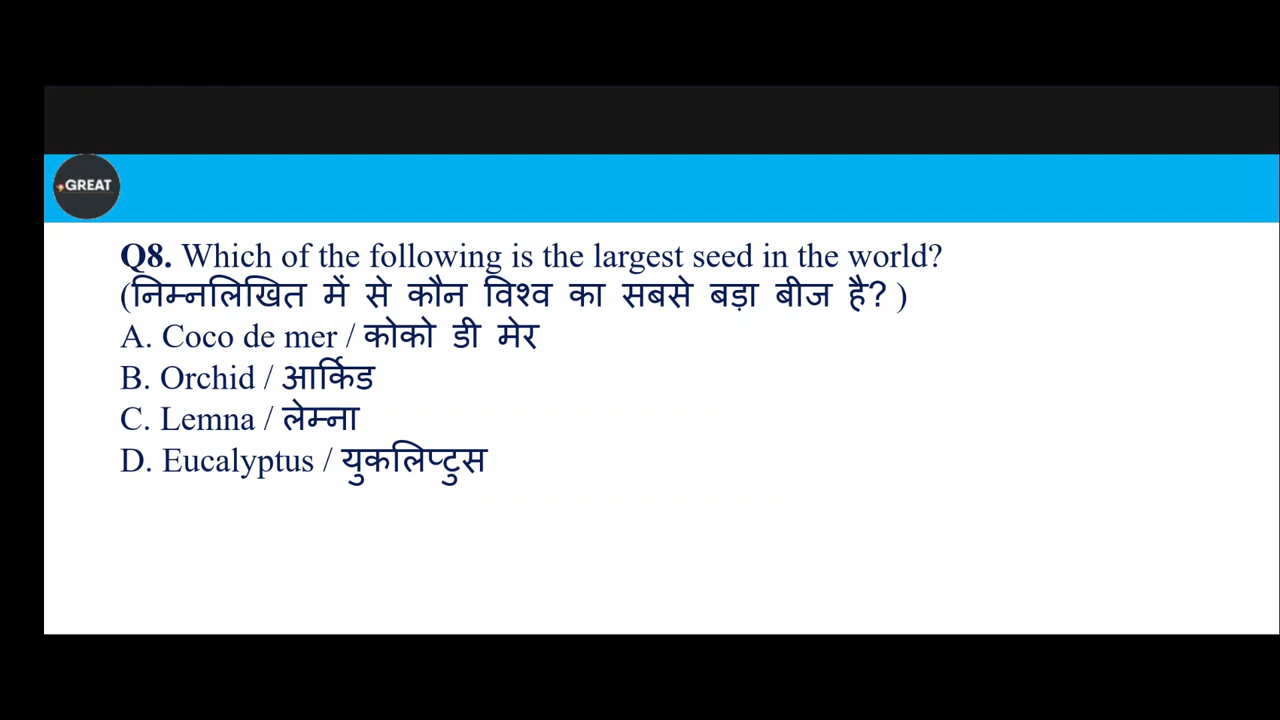 GREAT
Q8. Which of the following is the largest seed in the world?
(निम्नलिखित में से कौन विश्व का सबसे बड़ा बीज है? )
A. Coco de mer / कोको डी मेर
B. Orchid / आर्किड
C. Lemna / लेम्ना
D. Eucalyptus / युकलिप्टुस